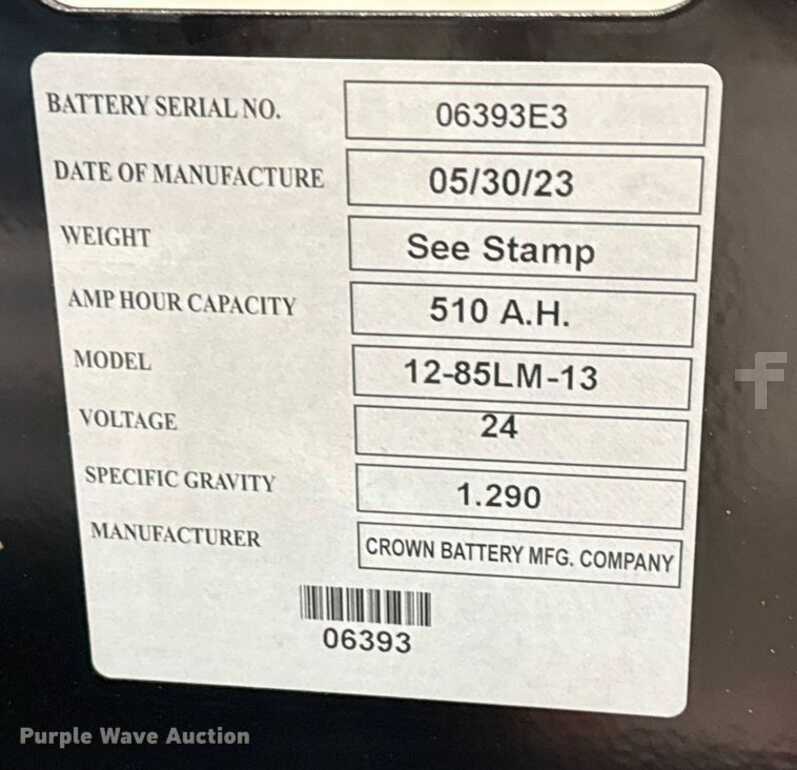 BATTERY SERIAL NO. 06393E3
DATE OF MANUFACTURE 05/30/23
WEIGHT See Stamp
AMP HOUR CAPACITY 510 A.H.
MODEL 12-85LM-13
VOLTAGE 24
SPECIFIC GRAVITY 1.290
MANUFACTURER CROWN BATTERY MFG. COMPANY
06393
f
Purple Wave Auction